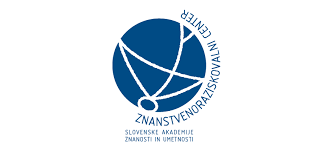 ZNANSTVENORAZISKOVALNI CENTER
SLOVENSKE AKADEMIJE
ZNANOSTI IN UMETNOSTI